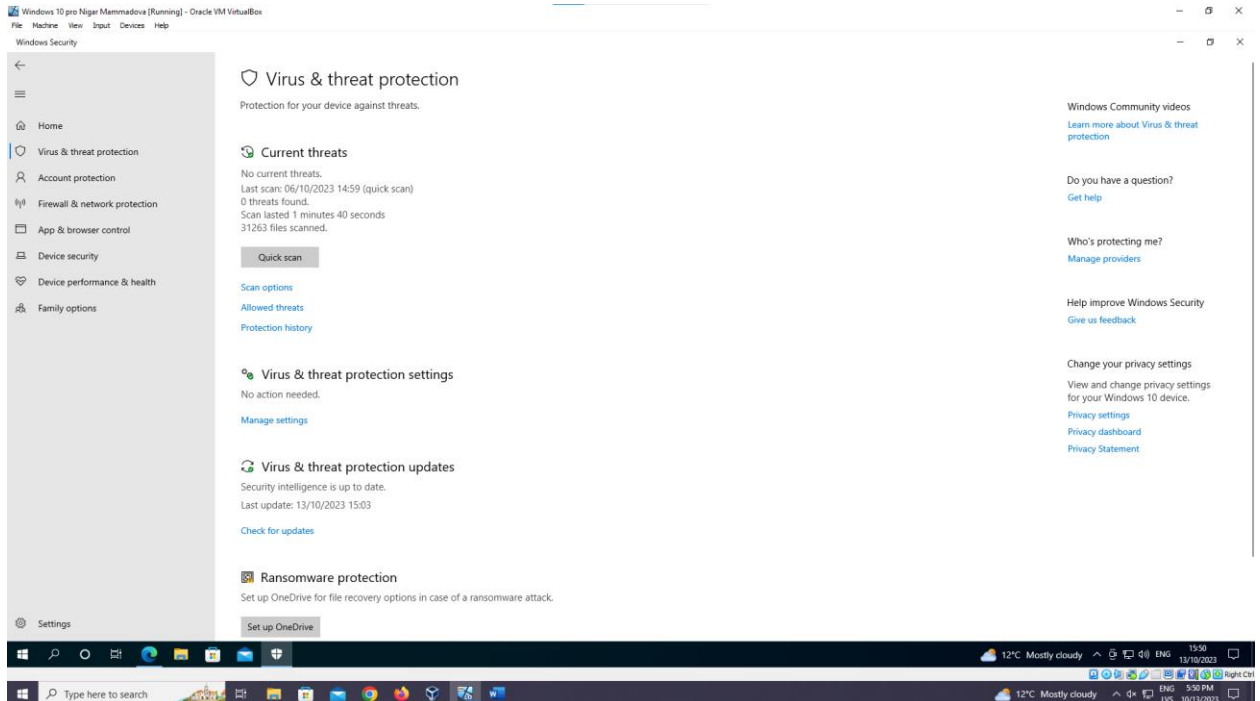 Windows 10 pro Nigar Mammadova [Running] - Oracle VM VirtualBox
File Machine View Input Devices Help
Windows Security
Home
Virus & threat protection
Account protection
Firewall & network protection
App & browser control
Device security
Device performance & health
Family options
Settings
Virus & threat protection
Protection for your device against threats.
Current threats
No current threats.
Last scan: 06/10/2023 14:59 (quick scan)
0 threats found.
Scan lasted 1 minutes 40 seconds
31263 files scanned.
Quick scan
Scan options
Allowed threats
Protection history
Virus & threat protection settings
No action needed.
Manage settings
Virus & threat protection updates
Security intelligence is up to date.
Last update: 13/10/2023 15:03
Check for updates
Ransomware protection
Set up OneDrive for file recovery options in case of a ransomware attack.
Set up OneDrive
Windows Community videos
Learn more about Virus & threat
protection
Do you have a question?
Get help
Who's protecting me?
Manage providers
Help improve Windows Security
Give us feedback
Change your privacy settings
View and change privacy settings
for your Windows 10 device.
Privacy settings
Privacy dashboard
Privacy Statement
12°C Mostly cloudy ENG 15:50
13/10/2023
Right Ctrl
Type here to search
12°C Mostly cloudy ENG 5:50 PM
LVS 10/13/2023